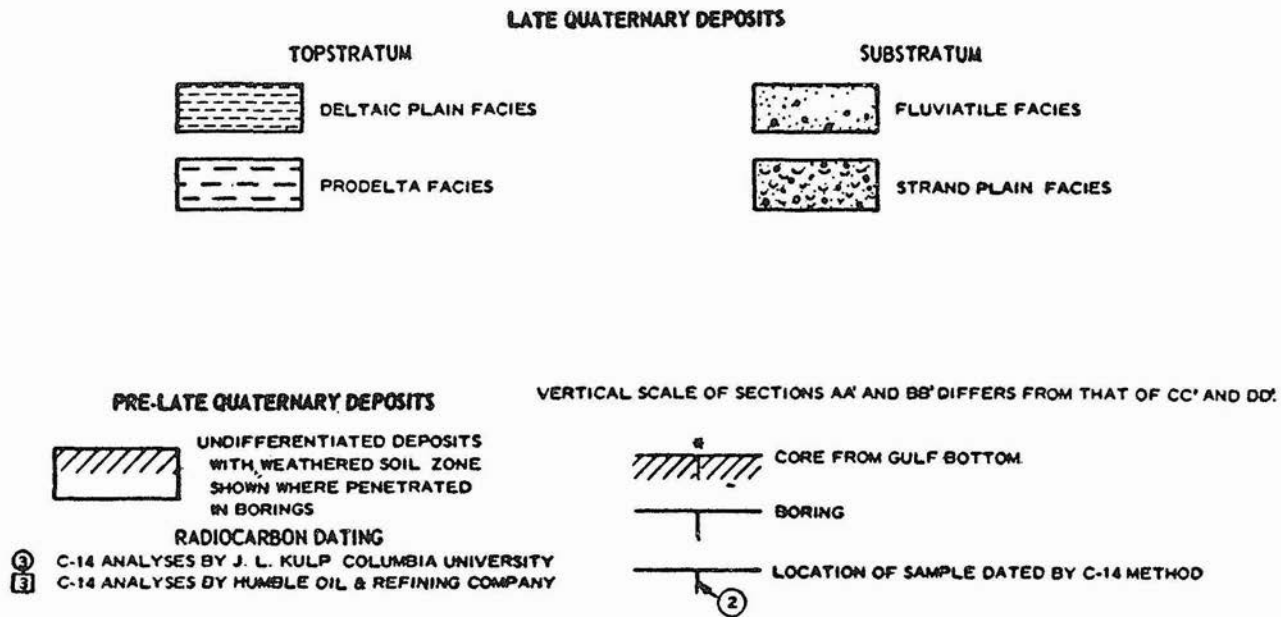 LATE QUATERNARY DEPOSITS
TOPSTRATUM
SUBSTRATUM
DELTAIC PLAIN FACIES
FLUVIATILE FACIES
PRODELTA FACIES
STRAND PLAIN FACIES
PRE-LATE QUATERNARY DEPOSITS
UNDIFFERENTIATED DEPOSITS
WITH WEATHERED SOIL ZONE
SHOWN WHERE PENETRATED
IN BORINGS
RADIOCARBON DATING
3 C-14 ANALYSES BY J. L. KULP COLUMBIA UNIVERSITY
3 C-14 ANALYSES BY HUMBLE OIL & REFINING COMPANY
VERTICAL SCALE OF SECTIONS AA' AND BB' DIFFERS FROM THAT OF CC' AND DD'.
CORE FROM GULF BOTTOM
BORING
LOCATION OF SAMPLE DATED BY C-14 METHOD
2